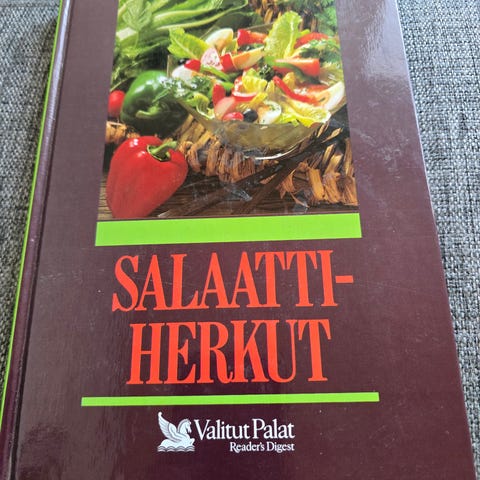 SALAATTI-
HERKUT
Valitut Palat
Reader's Digest